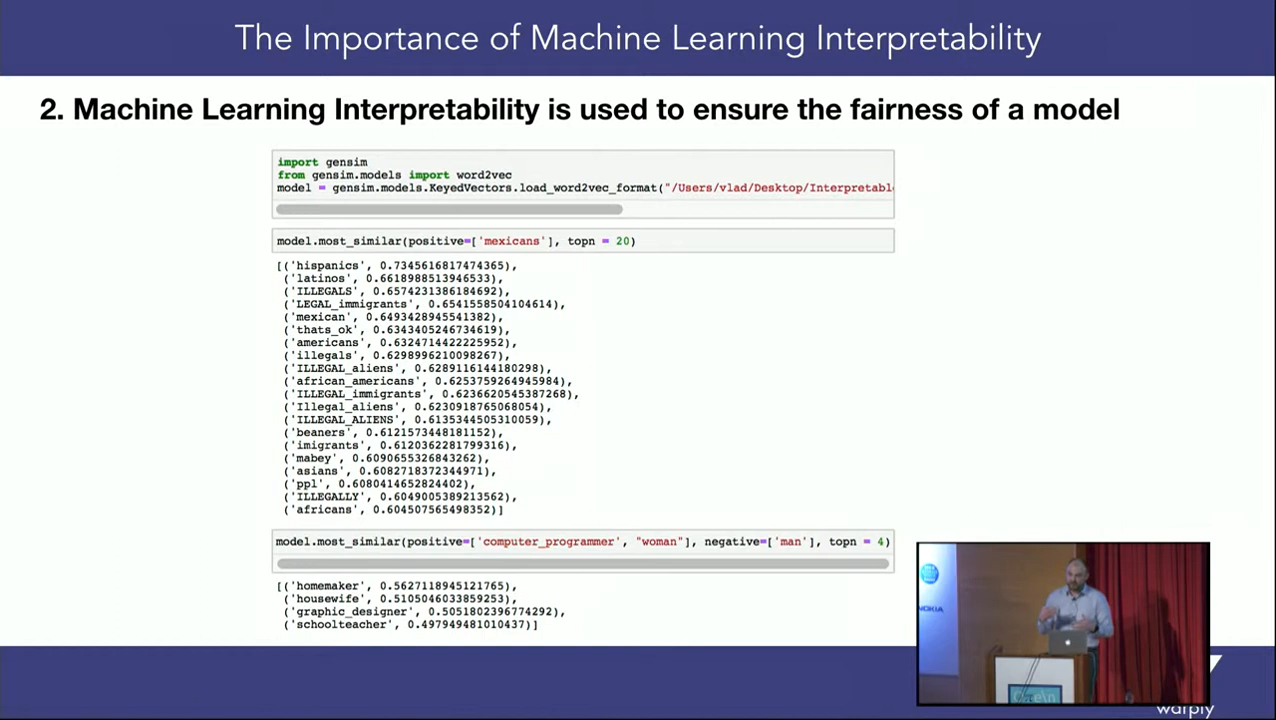 The Importance of Machine Learning Interpretability
2. Machine Learning Interpretability is used to ensure the fairness of a model
import gensim
from gensim.models import word2vec
model = gensim.models.KeyedVectors.load_word2vec_format("/Users/vlad/Desktop/Interpretabl
model.most_similar(positive=['mexicans'], topn = 20)
[('hispanics', 0.7345616817474365),
('latinos', 0.6618988513946533),
('ILLEGALS', 0.6574231386184692),
('LEGAL_immigrants', 0.6541558504104614),
('mexican', 0.6493428945541382),
('thats_ok', 0.6343405246734619),
('americans', 0.6324714422225952),
('illegals', 0.6298996210098267),
('ILLEGAL_aliens', 0.6289116144180298),
('african_americans', 0.6253759264945984),
('ILLEGAL_immigrants', 0.6236620545387268),
('Illegal_aliens', 0.6230918765068054),
('ILLEGAL_ALIENS', 0.6135344505310059),
('beaners', 0.6121573448181152),
('imigrants', 0.6120362281799316),
('mabey', 0.6090655326843262),
('asians', 0.6082718372344971),
('ppl', 0.6080414652824402),
('ILLEGALLY', 0.6049005389213562),
('africans', 0.604507565498352)]
model.most_similar(positive=['computer_programmer', "woman"], negative=['man'], topn = 4)
[('homemaker', 0.5627118945121765),
('housewife', 0.5105046033859253),
('graphic_designer', 0.5051802396774292),
('schoolteacher', 0.497949481010437)]
NOKIA
warply